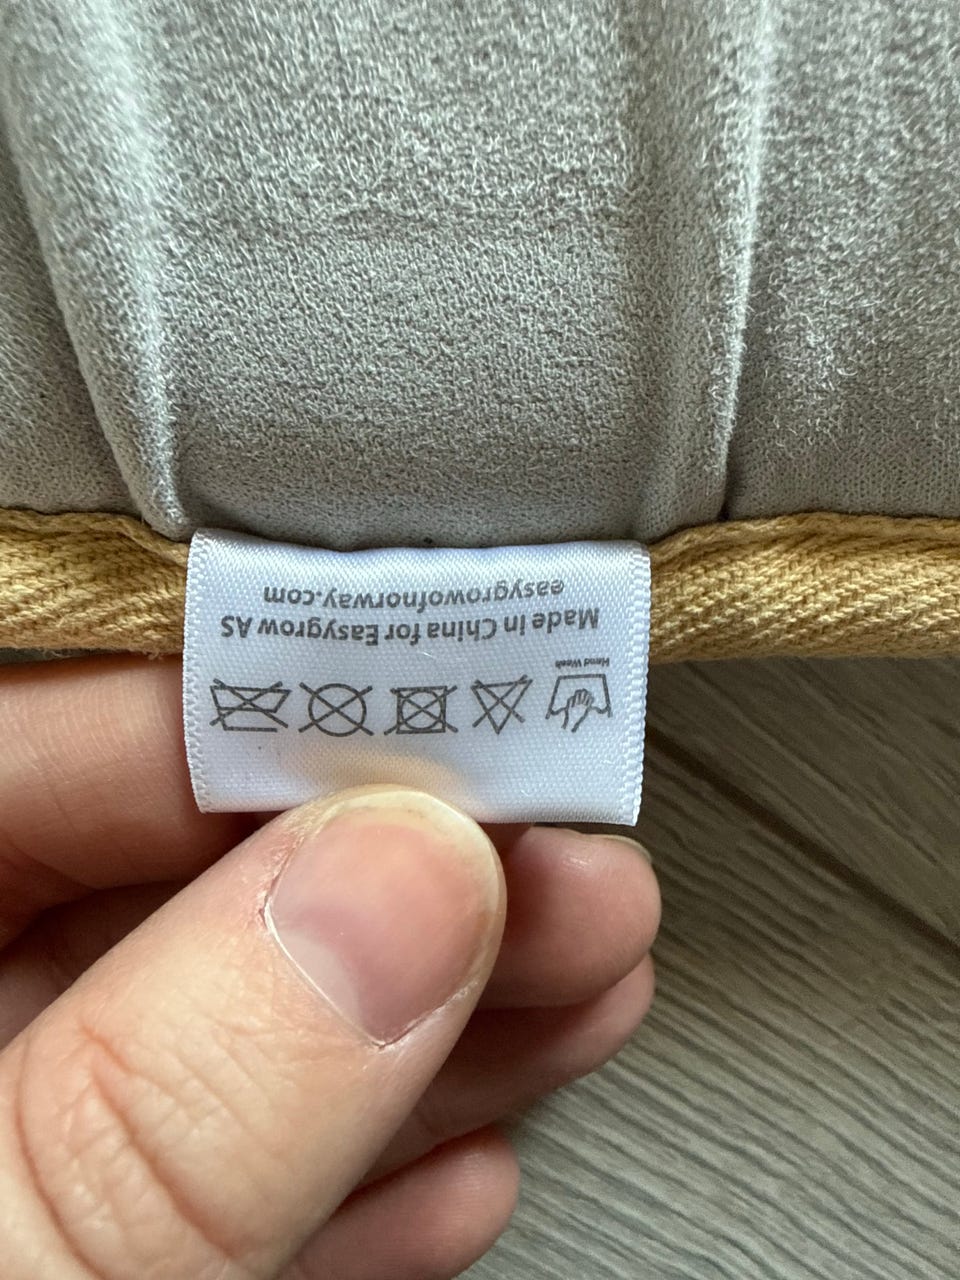 Hand Wash
Made in China for Easygrow AS
easygrowofnorway.com